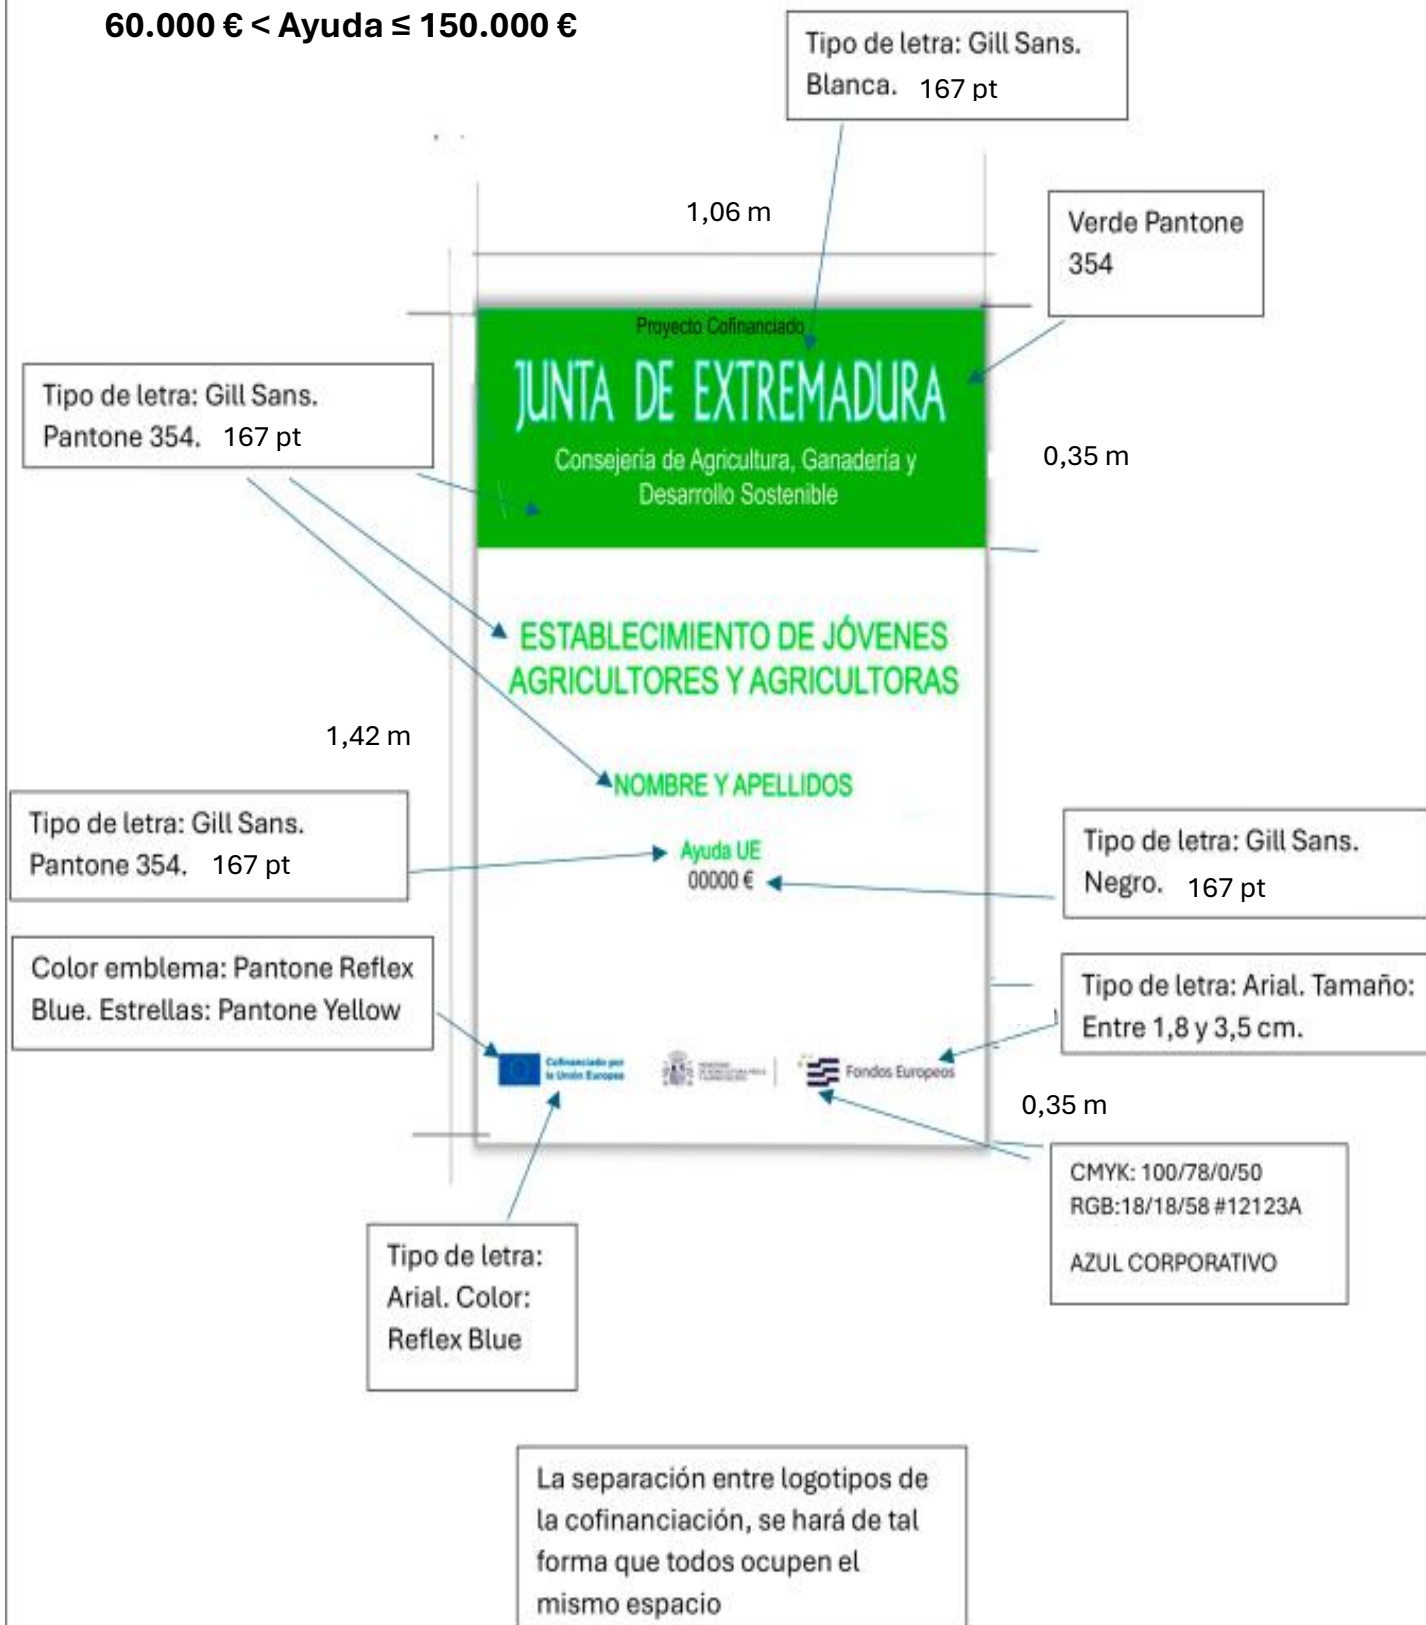 60.000 € < Ayuda ≤ 150.000 €
Tipo de letra: Gill Sans.
Blanca. 167 pt
1,06 m
Verde Pantone
354
Proyecto Cofinanciado
JUNTA DE EXTREMADURA
Consejería de Agricultura, Ganadería y
Desarrollo Sostenible
Tipo de letra: Gill Sans.
Pantone 354. 167 pt
0,35 m
ESTABLECIMIENTO DE JÓVENES
AGRICULTORES Y AGRICULTORAS
1,42 m
NOMBRE Y APELLIDOS
Tipo de letra: Gill Sans.
Pantone 354. 167 pt
Ayuda UE
00000 €
Tipo de letra: Gill Sans.
Negro. 167 pt
Color emblema: Pantone Reflex
Blue. Estrellas: Pantone Yellow
Tipo de letra: Arial. Tamaño:
Entre 1,8 y 3,5 cm.
Cofinanciado por
la Unión Europea
Fondos Europeos
0,35 m
CMYK: 100/78/0/50
RGB:18/18/58 #12123A
AZUL CORPORATIVO
Tipo de letra:
Arial. Color:
Reflex Blue
La separación entre logotipos de
la cofinanciación, se hará de tal
forma que todos ocupen el
mismo espacio